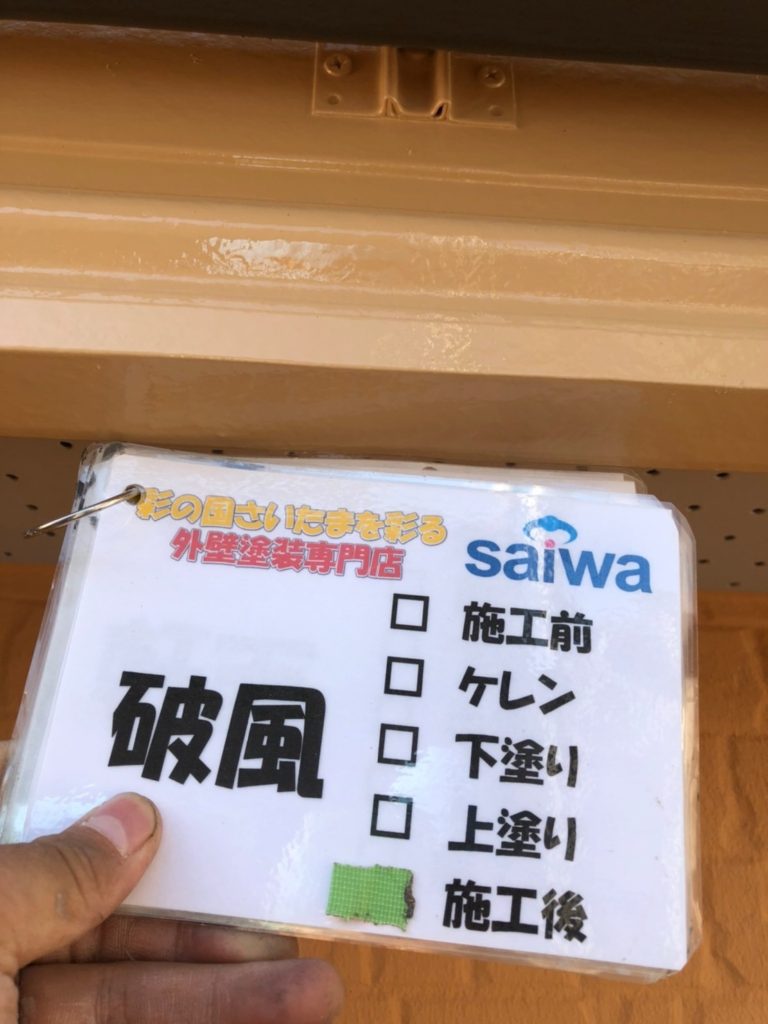 彩の国さいたまを彩る
外壁塗装専門店
saiwa
破風
施工前
ケレン
下塗り
上塗り
施工後